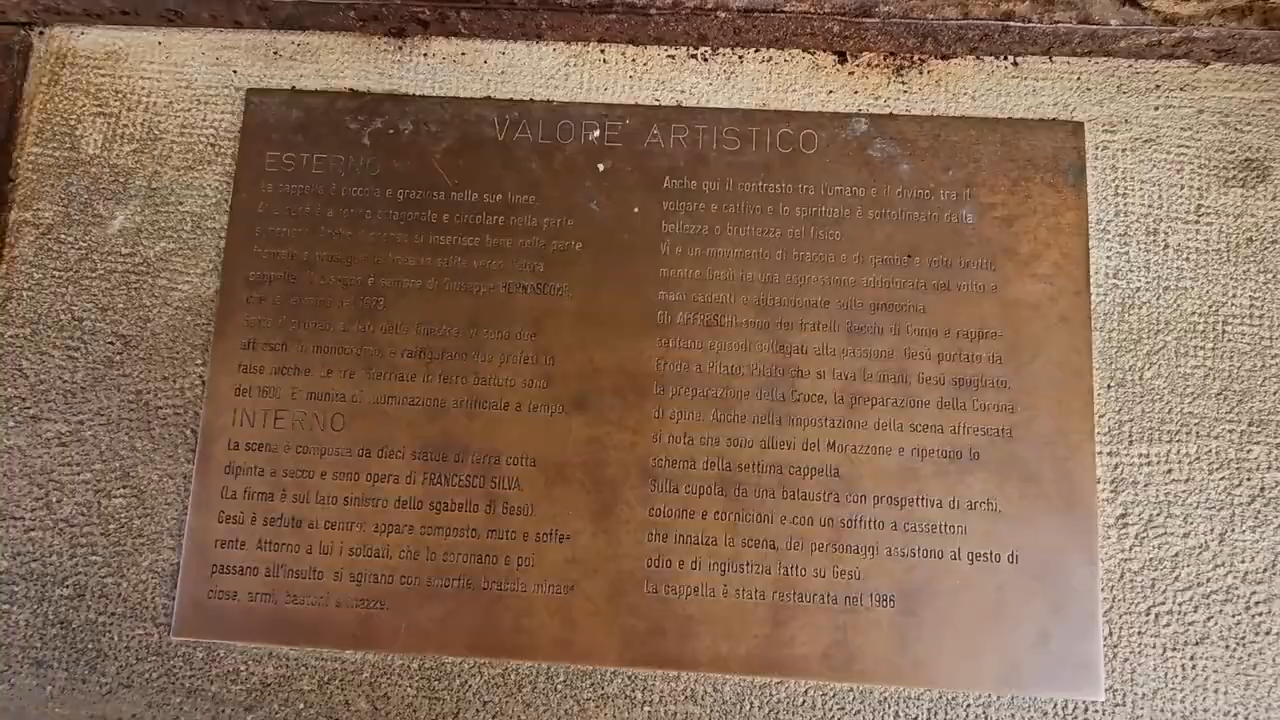 VALORE ARTISTICO
ESTERNO
La cappella è piccola e graziosa nelle sue linee.
ottagonale e circolare nella parte
si inserisce bene nella parte
frontale e prosegue la linea in salita verso l'altra
cappella. Il disegno è sempre di Giuseppe BERNASCONE,
1623.
Sotto il pronao, ai lati delle finestre, vi sono due
affreschi in monocromo, e raffigurano due profeti in
false nicchie. Le tre inferriate in ferro battuto sono
del 1600. E' munita di illuminazione artificiale a tempo.
INTERNO
La scena è composta da dieci statue di terra cotta
dipinta a secco e sono opera di FRANCESCO SILVA.
(La firma è sul lato sinistro dello sgabello di Gesù).
Gesù è seduto al centro: appare composto, muto e soffe-
rente. Attorno a lui i soldati, che lo coronano e poi
passano all'insulto si agitano con smorfie, braccia minac-
ciose, armi, bastoni e mazze.
Anche qui il contrasto tra l'umano e il divino, tra il
volgare e cattivo e lo spirituale è sottolineato dalla
bellezza o bruttezza del fisico.
Vi è un movimento di braccia e di gambe e volti brutti,
mentre Gesù ha una espressione addolorata del volto e
mani cadenti e abbandonate sulle ginocchia.
Gli AFFRESCHI sono dei fratelli Recchi di Como e rappre-
sentano episodi collegati alla passione. Gesù portato da
Erode a Pilato, Pilato che si lava le mani, Gesù spogliato,
la preparazione della Croce, la preparazione della Corona
di spine. Anche nella impostazione della scena affrescata
si nota che sono allievi del Morazzone e ripetono lo
schema della settima cappella.
Sulla cupola, da una balaustra con prospettiva di archi,
colonne e cornicioni e con un soffitto a cassettoni
che innalza la scena, dei personaggi assistono al gesto di
odio e di ingiustizia fatto su Gesù.
La cappella è stata restaurata nel 1986